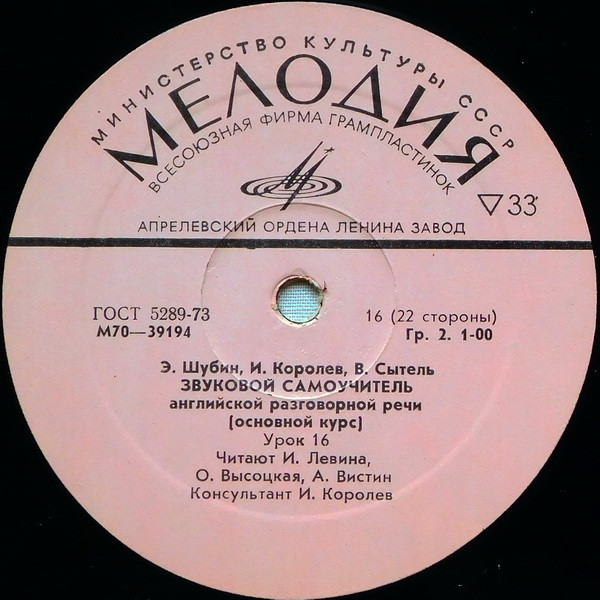 МИНИСТЕРСТВО КУЛЬТУРЫ СССР
МЕЛОДИЯ
ВСЕСОЮЗНАЯ ФИРМА ГРАМПЛАСТИНОК
33
АПРЕЛЕВСКИЙ ОРДЕНА ЛЕНИНА ЗАВОД
ГОСТ 5289-73
М70—39194
16 (22 стороны)
Гр. 2. 1-00
Э. Шубин, И. Королев, В. Сытель
ЗВУКОВОЙ САМОУЧИТЕЛЬ
английской разговорной речи
(основной курс)
Урок 16
Читают И. Левина,
О. Высоцкая, А. Вистин
Консультант И. Королев